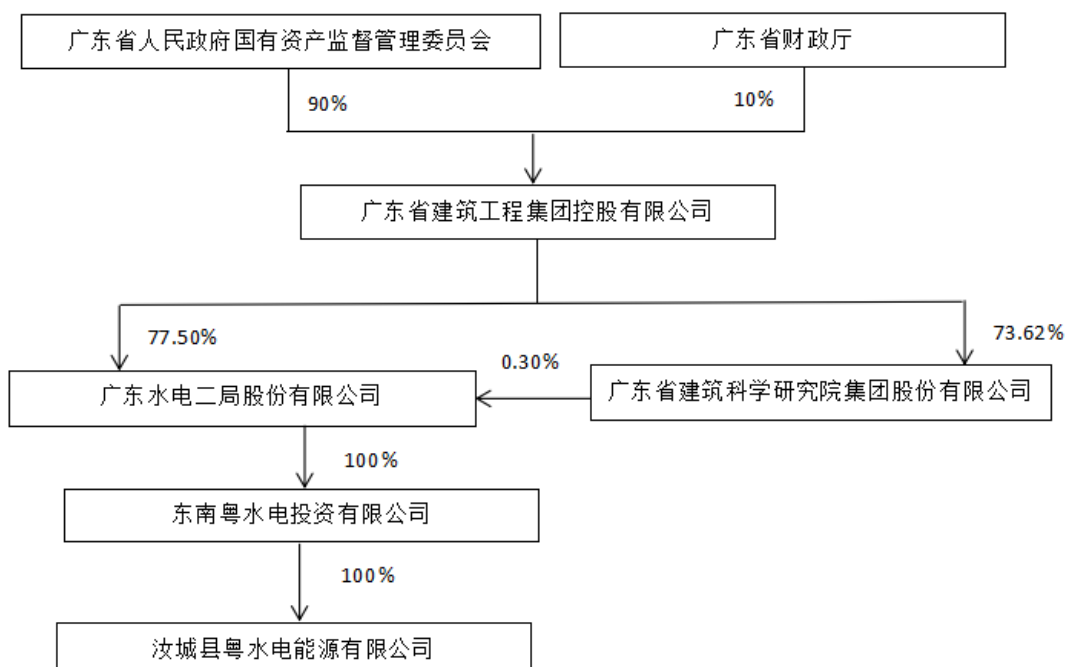 广东省人民政府国有资产监督管理委员会
广东省财政厅
90%
10%
广东省建筑工程集团控股有限公司
77.50%
73.62%
0.30%
广东水电二局股份有限公司
广东省建筑科学研究院集团股份有限公司
100%
东南粤水电投资有限公司
100%
汝城县粤水电能源有限公司